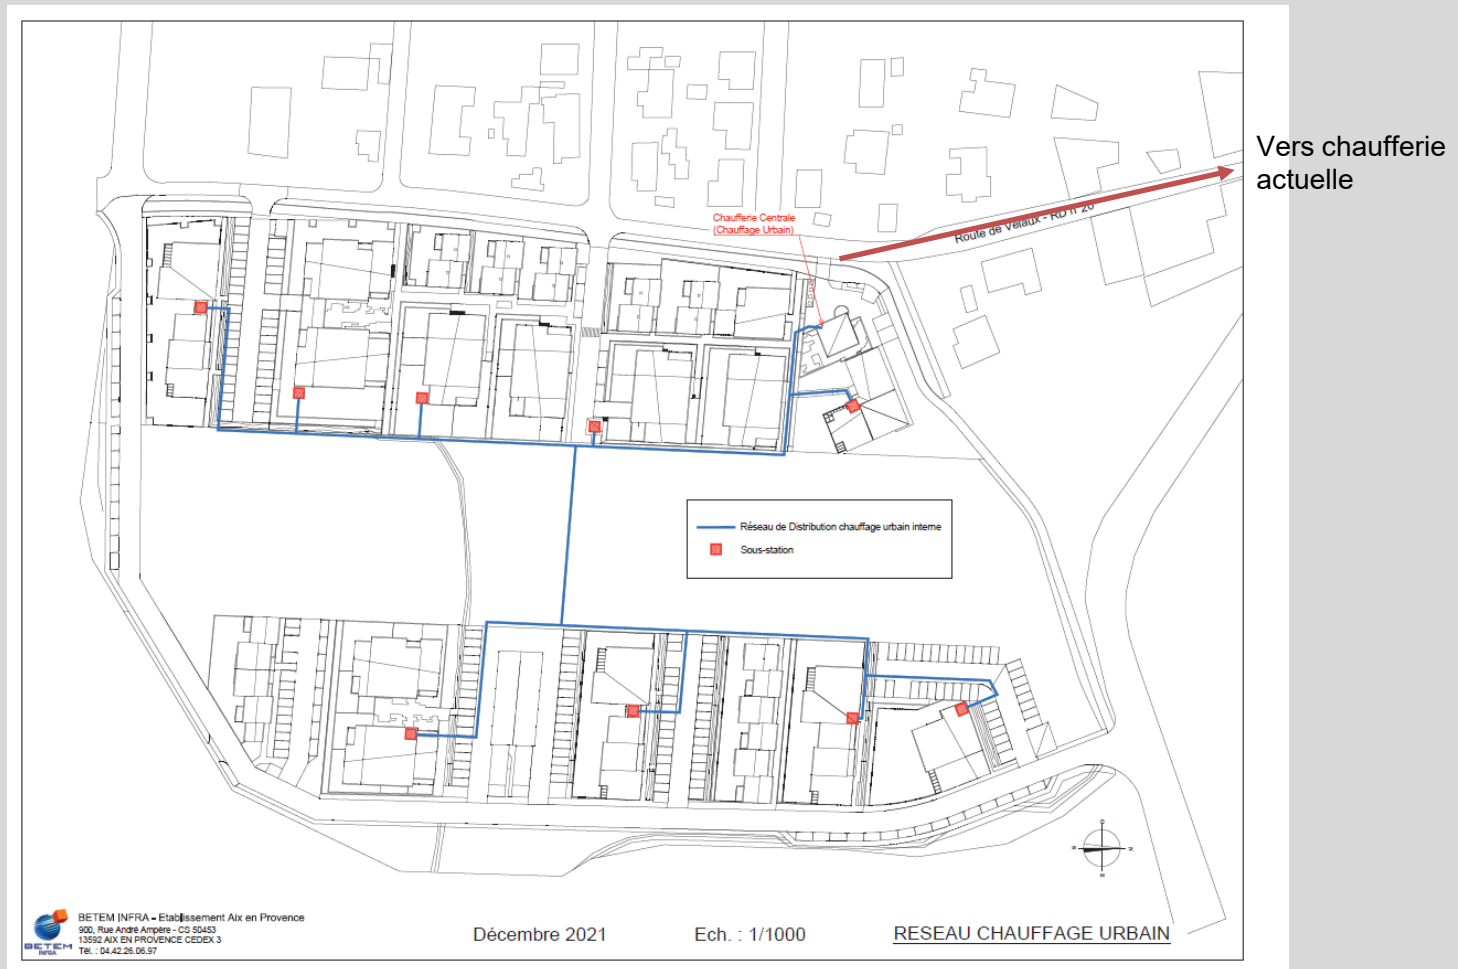 Vers chaufferie
actuelle
Chaufferie Centrale
(Chauffage Urbain)
Route de Velaux - RD n°20
Réseau de Distribution chauffage urbain interne
Sous-station
BETEM INFRA - Etablissement Aix en Provence
900, Rue André Ampère - CS 50453
13592 AIX EN PROVENCE CEDEX 3
Tél. : 04.42.26.06.97
BETEM
INFRA
Décembre 2021
Ech. : 1/1000
RESEAU CHAUFFAGE URBAIN